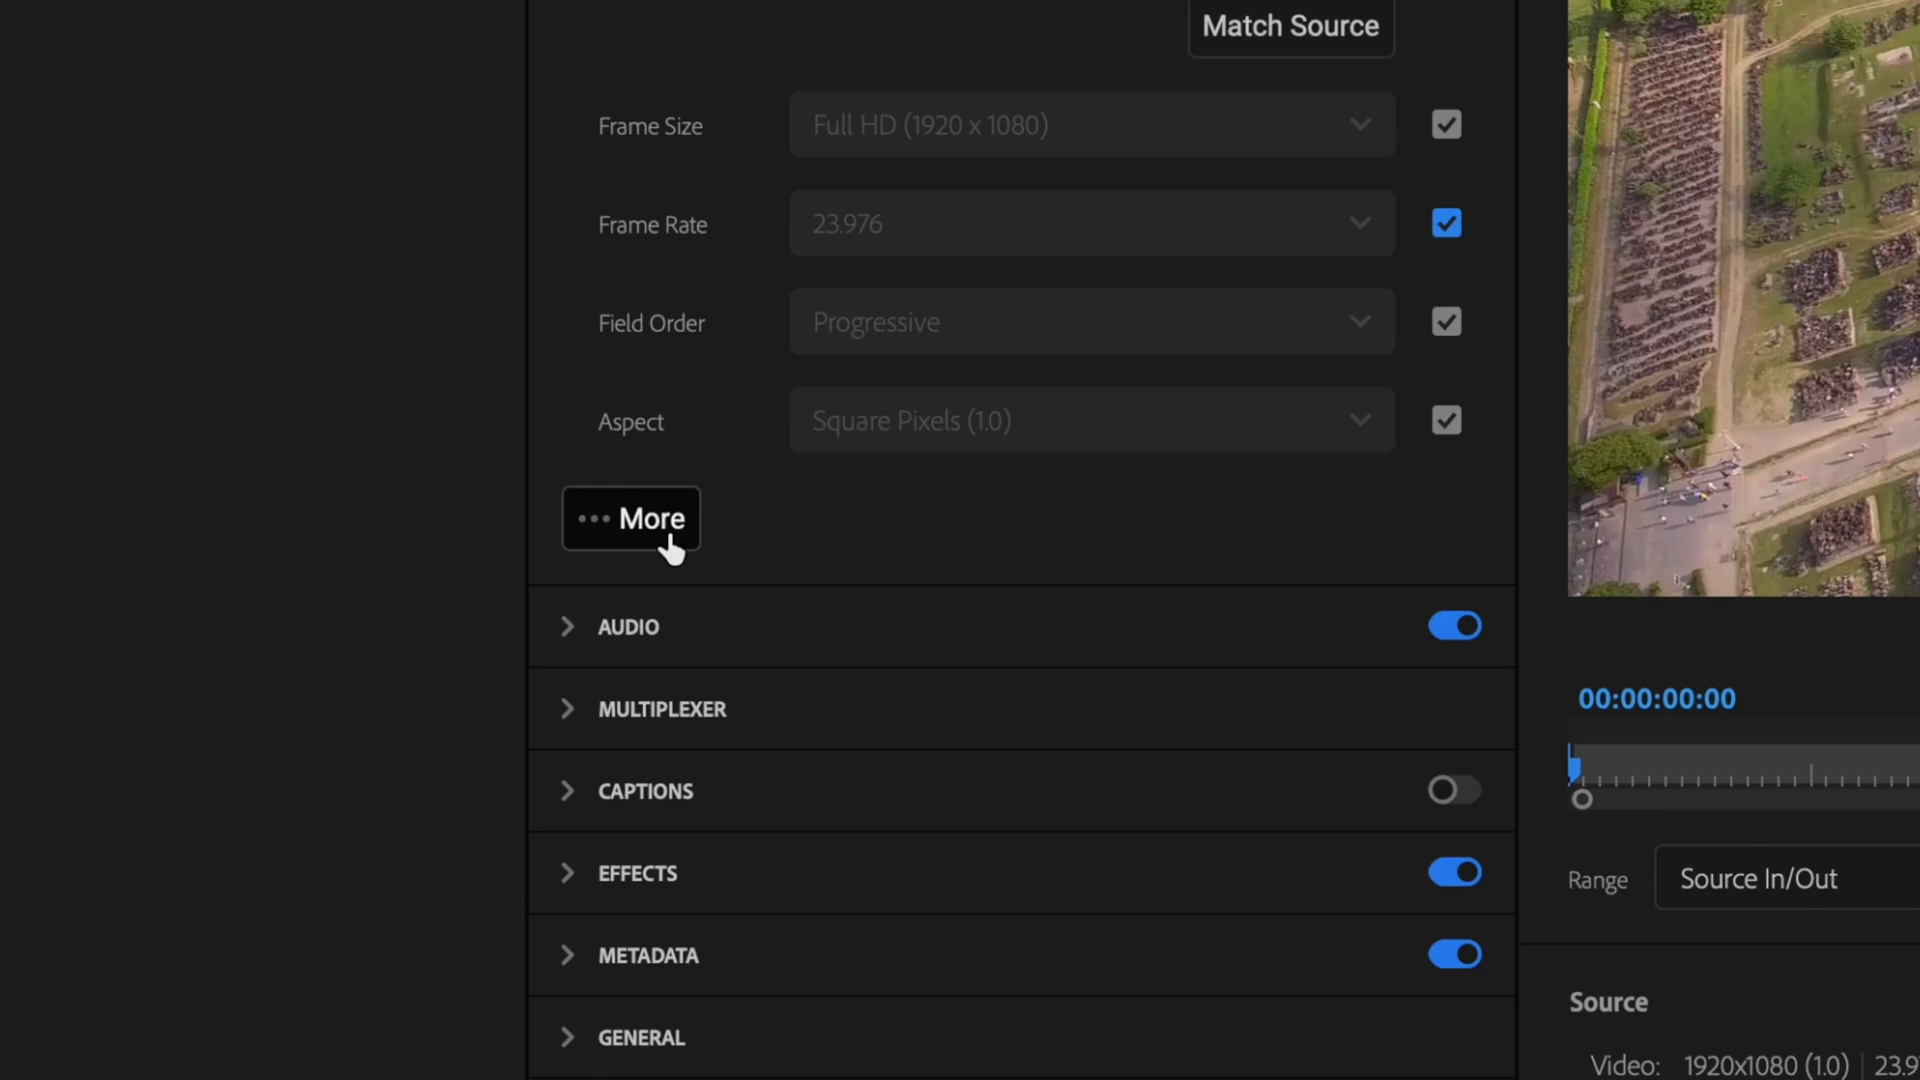 Match Source
Frame Size
Full HD (1920 x 1080)
Frame Rate
23.976
Field Order
Progressive
Aspect
Square Pixels (1.0)
••• More
AUDIO
MULTIPLEXER
CAPTIONS
EFFECTS
METADATA
GENERAL
00:00:00:00
Range
Source In/Out
Source
Video: 1920x1080 (1.0) | 23.9